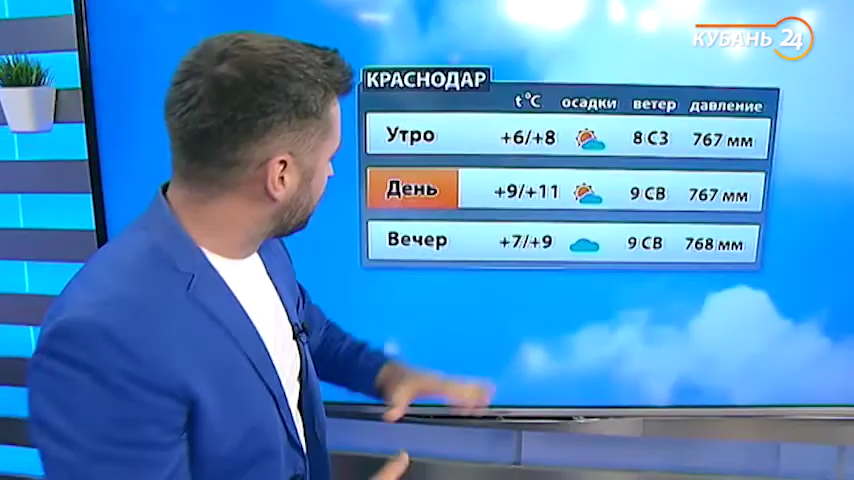 КУБАНЬ 24
КРАСНОДАР
t°C осадки ветер давление
Утро +6/+8 8 СЗ 767 мм
День +9/+11 9 СВ 767 мм
Вечер +7/+9 9 СВ 768 мм